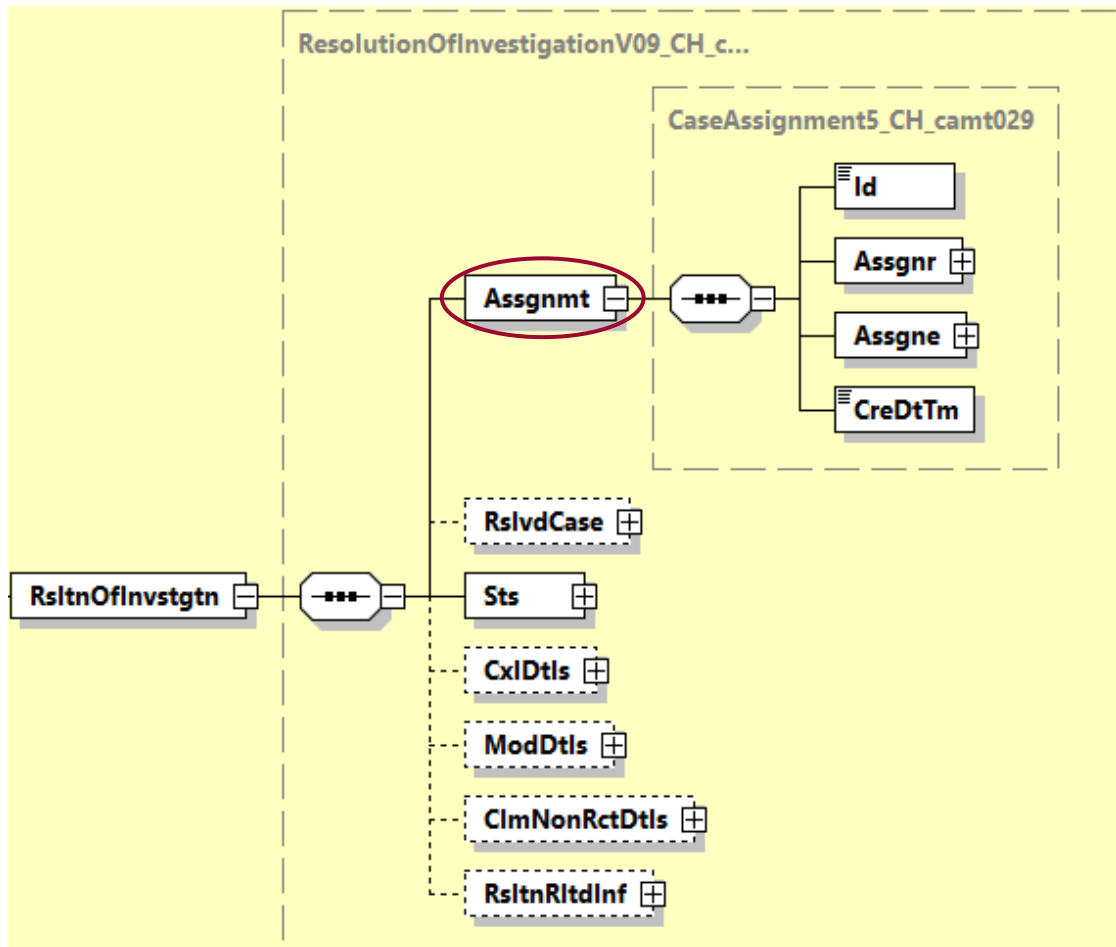 ResolutionOfInvestigationV09_CH_c...
CaseAssignment5_CH_camt029
Id
Assgnr
Assgne
CreDtTm
Assgnmt
RslvdCase
RsltnOfInvstgtn
Sts
CxlDtls
ModDtls
ClmNonRctDtls
RsltnRltdInf